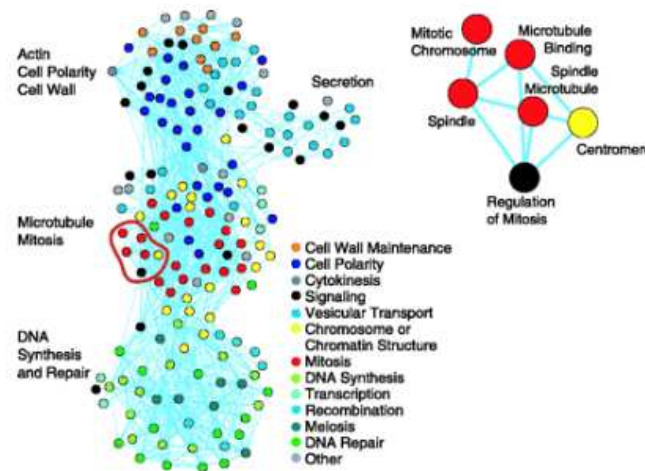 Actin
Cell Polarity
Cell Wall
Secretion
Microtubule
Mitosis
DNA
Synthesis
and Repair
Cell Wall Maintenance
Cell Polarity
Cytokinesis
Signaling
Vesicular Transport
Chromosome or
Chromatin Structure
Mitosis
DNA Synthesis
Transcription
Recombination
Meiosis
DNA Repair
Other
Mitotic
Chromosome
Microtubule
Binding
Spindle
Microtubule
Spindle
Centromer
Regulation
of Mitosis